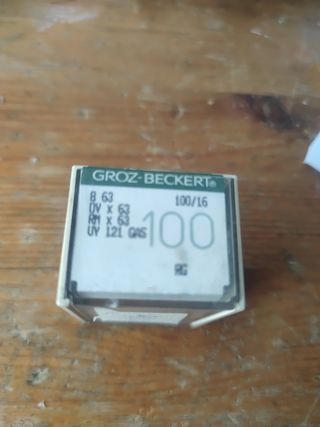 GROZ-BECKERT®
B 63 100/16
DV x 63
RM x 63
UY 121 GAS
100
RG